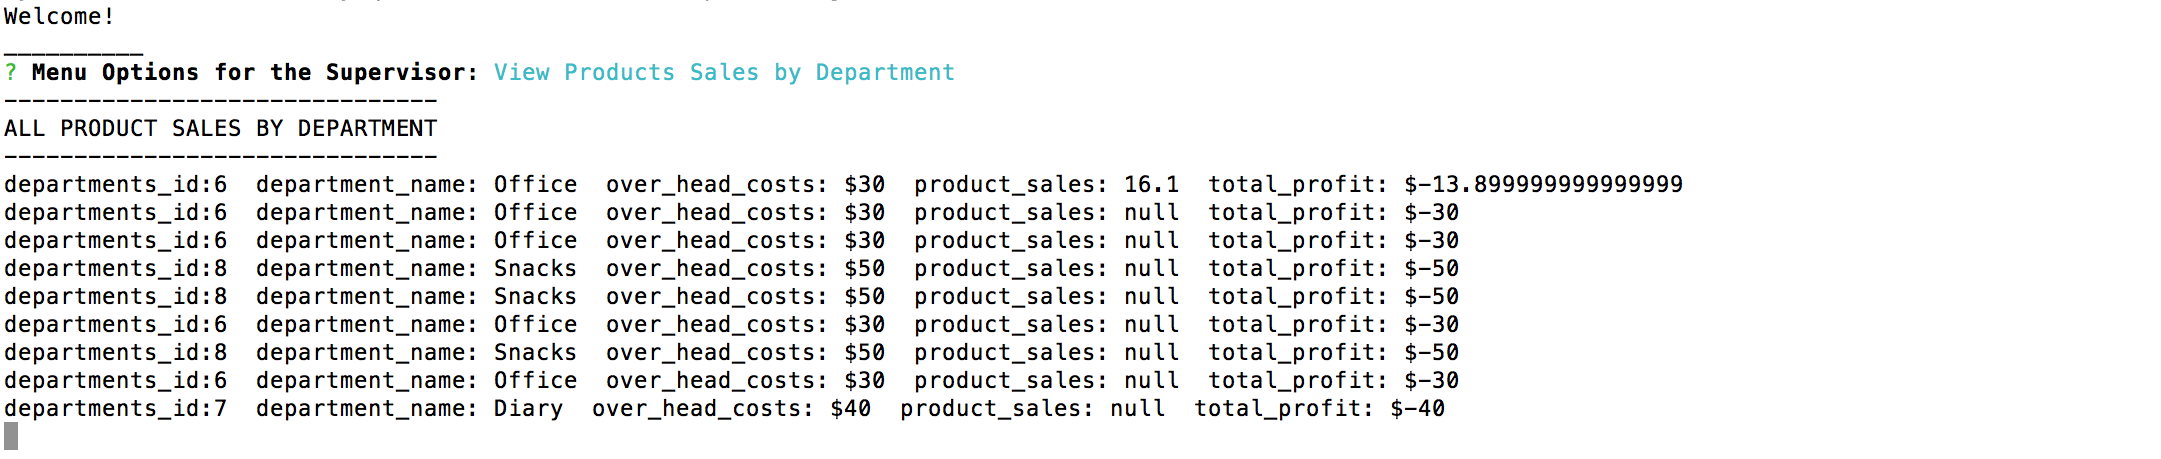 Welcome!
__________
? Menu Options for the Supervisor: View Products Sales by Department
-------------------------------
ALL PRODUCT SALES BY DEPARTMENT
-------------------------------
departments_id:6  department_name: Office  over_head_costs: $30  product_sales: 16.1  total_profit: $-13.899999999999999
departments_id:6  department_name: Office  over_head_costs: $30  product_sales: null  total_profit: $-30
departments_id:6  department_name: Office  over_head_costs: $30  product_sales: null  total_profit: $-30
departments_id:8  department_name: Snacks  over_head_costs: $50  product_sales: null  total_profit: $-50
departments_id:8  department_name: Snacks  over_head_costs: $50  product_sales: null  total_profit: $-50
departments_id:6  department_name: Office  over_head_costs: $30  product_sales: null  total_profit: $-30
departments_id:8  department_name: Snacks  over_head_costs: $50  product_sales: null  total_profit: $-50
departments_id:6  department_name: Office  over_head_costs: $30  product_sales: null  total_profit: $-30
departments_id:7  department_name: Diary  over_head_costs: $40  product_sales: null  total_profit: $-40